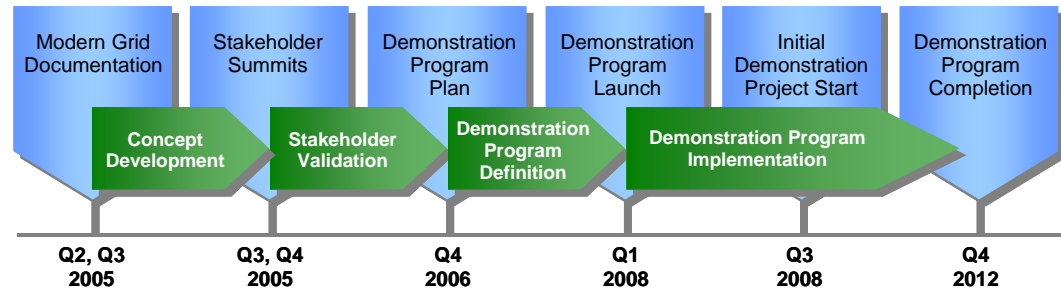 Modern Grid
Documentation
Stakeholder
Summits
Demonstration
Program
Plan
Demonstration
Program
Launch
Initial
Demonstration
Project Start
Demonstration
Program
Completion
Concept
Development
Stakeholder
Validation
Demonstration
Program
Definition
Demonstration Program
Implementation
Q2, Q3
2005
Q3, Q4
2005
Q4
2006
Q1
2008
Q3
2008
Q4
2012